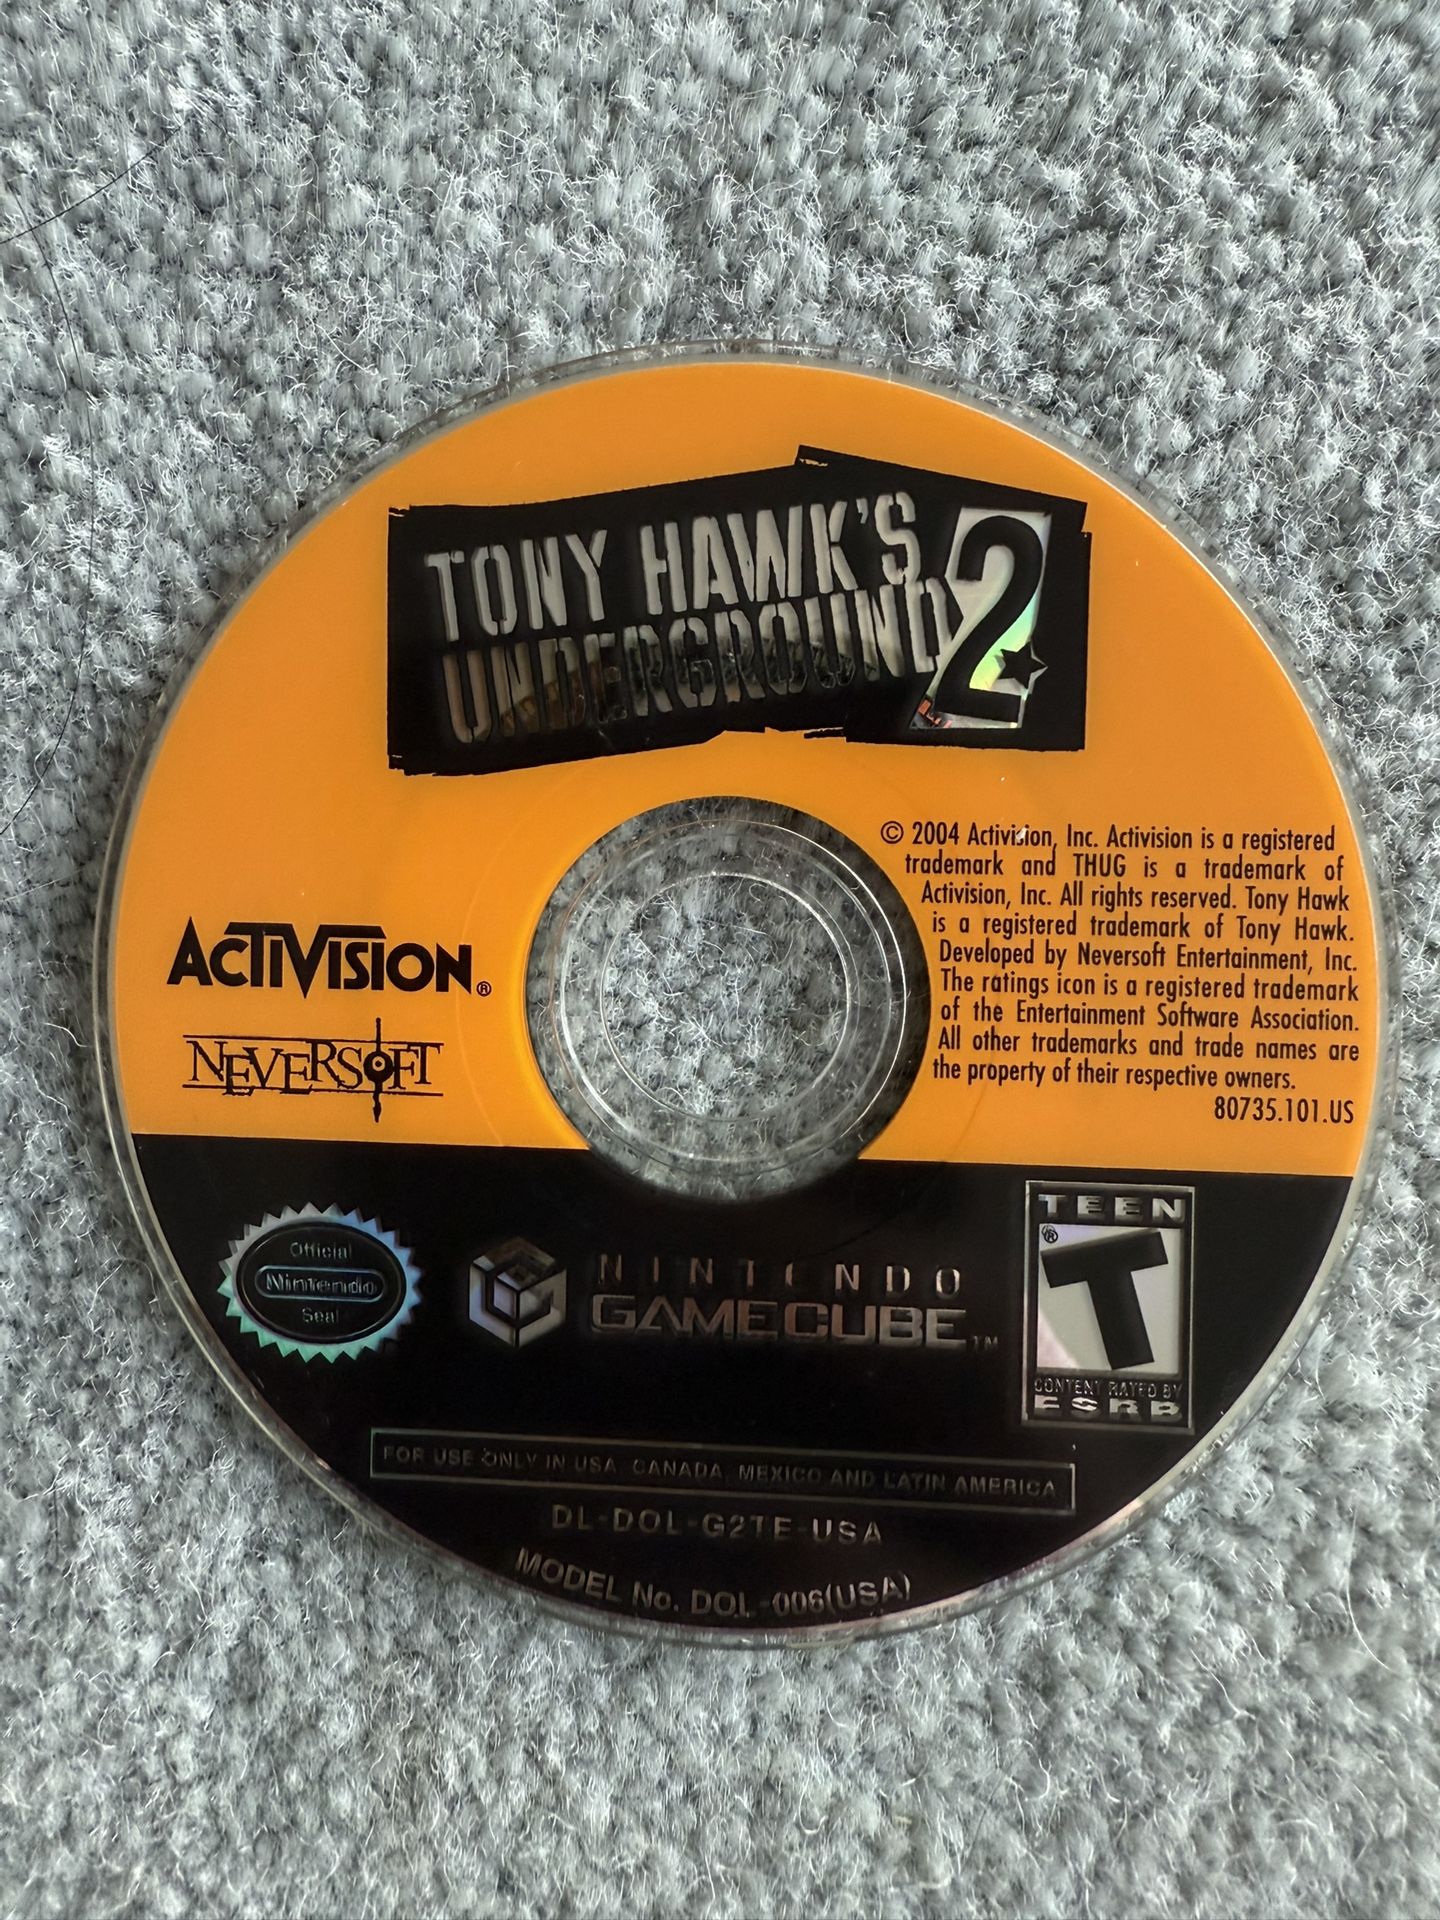 TONY HAWK'S
UNDERGROUND 2
© 2004 Activision, Inc. Activision is a registered
trademark and THUG is a trademark of
Activision, Inc. All rights reserved. Tony Hawk
is a registered trademark of Tony Hawk.
Developed by Neversoft Entertainment, Inc.
The ratings icon is a registered trademark
of the Entertainment Software Association.
All other trademarks and trade names are
the property of their respective owners.
80735.101.US
ACTIVISION®
NEVERSOFT
Official
Nintendo
Seal
NINTENDO
GAMECUBE™
TEEN
®
T
CONTENT RATED BY
ESRB
FOR USE ONLY IN USA, CANADA, MEXICO AND LATIN AMERICA
DL-DOL-G2TE-USA
MODEL No. DOL-006(USA)